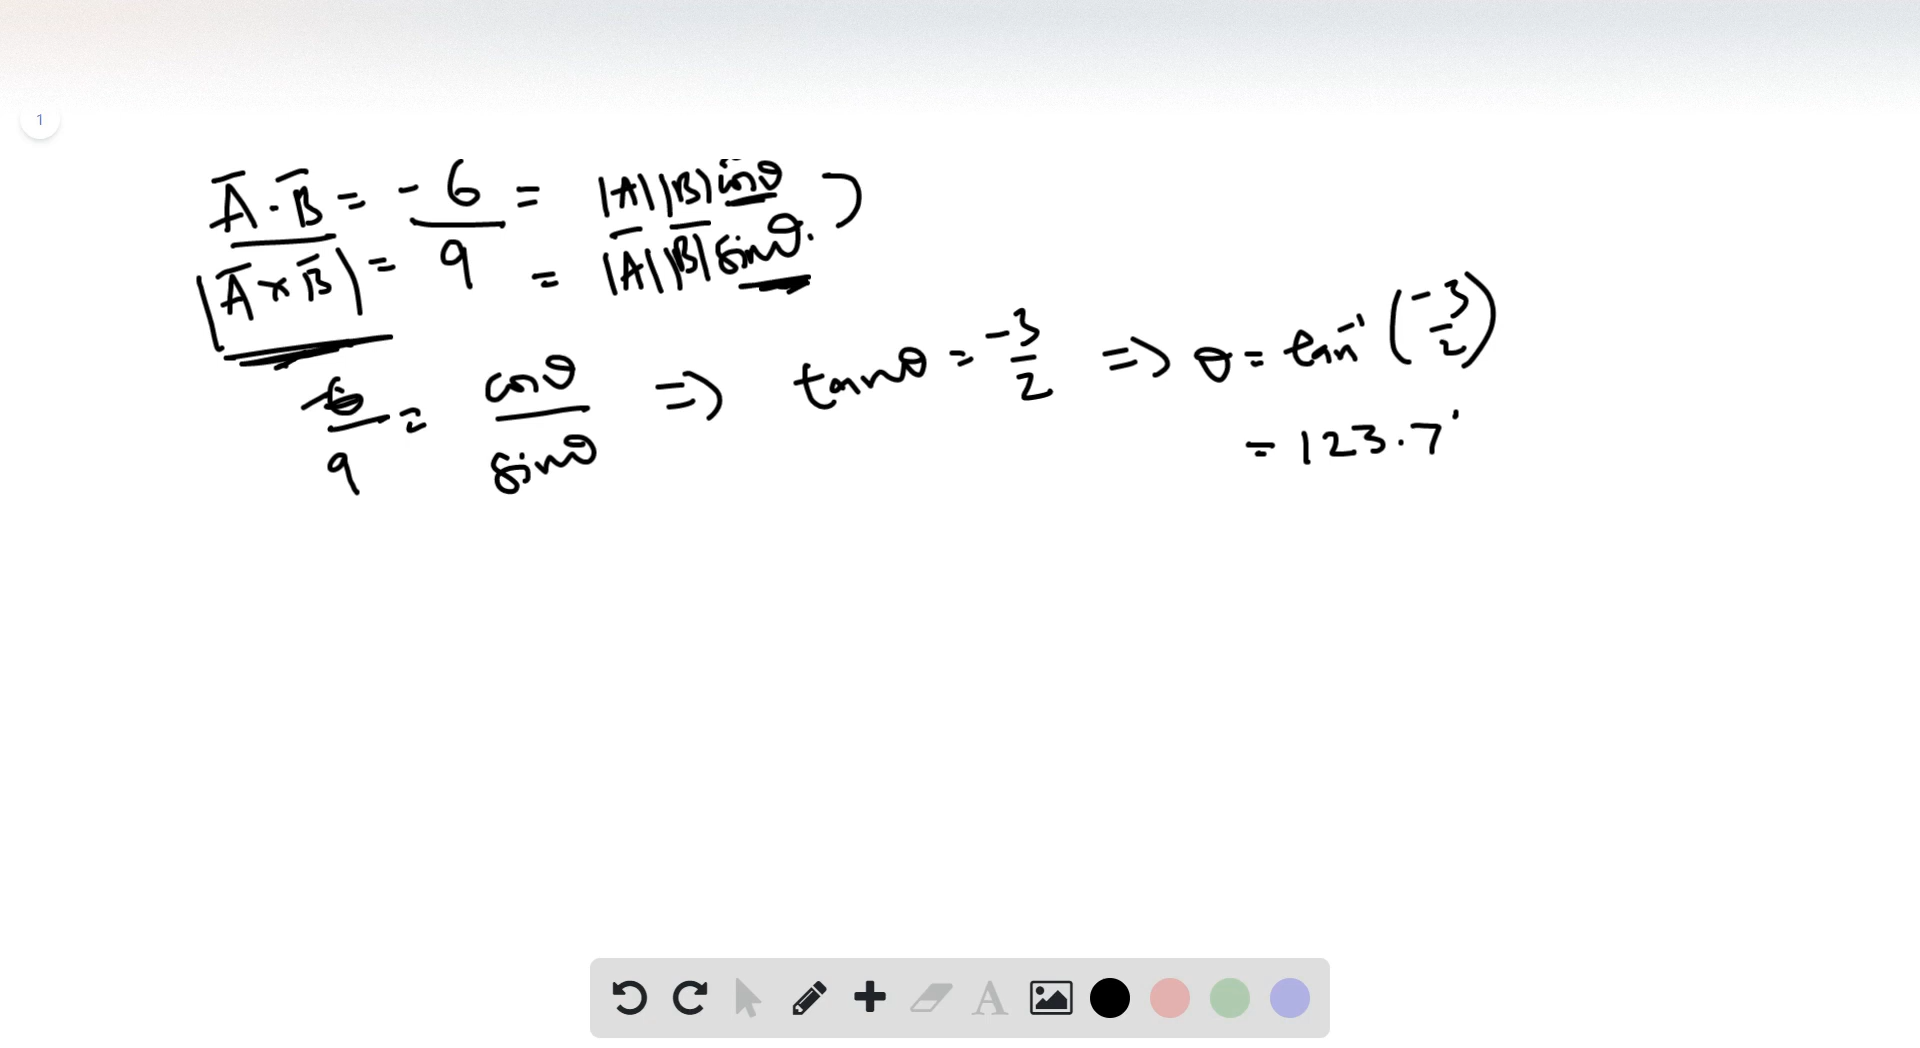 1
A̅ · B̅ = -6 = |A̅| |B̅| cosθ
|A̅ × B̅| = 9 = |A̅| |B̅| sinθ.
-6/9 = cosθ/sinθ => tanθ = -3/2 => θ = tan⁻¹(-3/2)
= 123.7°
A